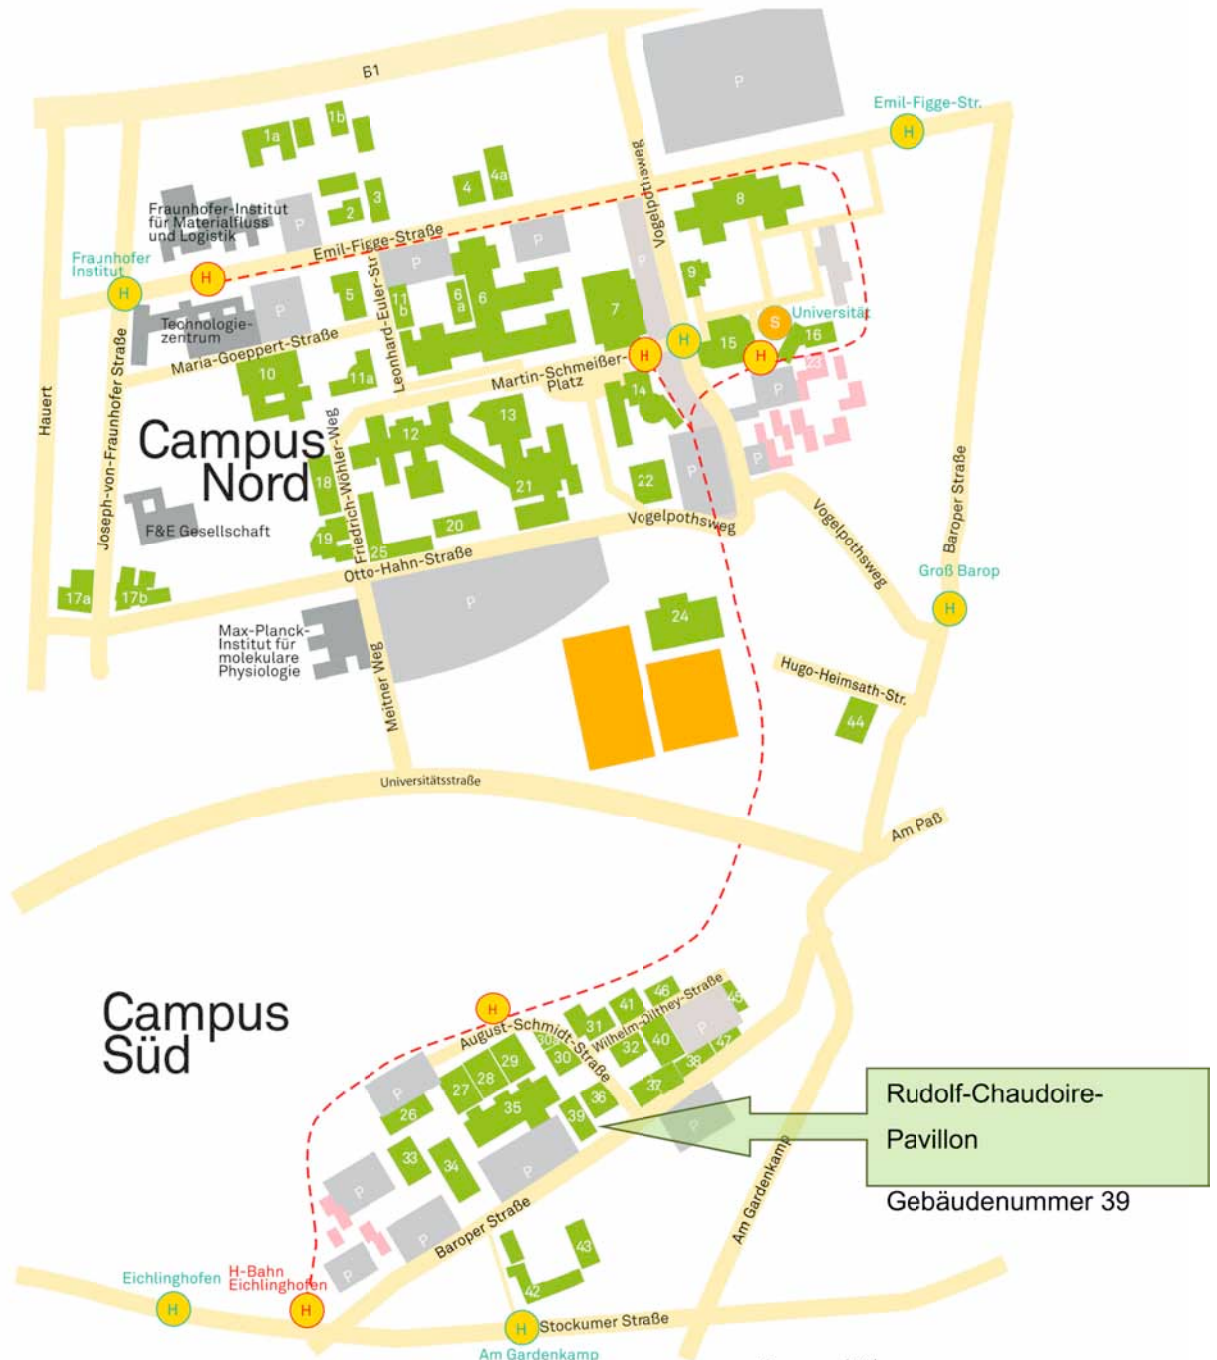 B1
Emil-Figge-Str.
H
P
1a
1b
Vogelpothsweg
4
4a
3
2
8
Fraunhofer-Institut
für Materialfluss
und Logistik
P
Emil-Figge-Straße
P
P
P
Fraunhofer
Institut
H
H
5
11
b
6
a
6
7
9
S
Universität
Technologie-
zentrum
P
Leonhard-Euler-Str.
Maria-Goeppert-Straße
H
H
15
H
16
23
10
11a
Martin-Schmeißer-
Platz
14
P
Hauert
Joseph-von-Fraunhofer Straße
Campus
Nord
Friedrich-Wöhler-Weg
12
13
P
P
18
21
22
F&E Gesellschaft
19
20
25
Vogelpothsweg
Vogelpothsweg
Baroper Straße
Otto-Hahn-Straße
Groß Barop
H
17a
17b
P
24
Max-Planck-
Institut für
molekulare
Physiologie
Meitner Weg
Hugo-Heimsath-Str.
44
Universitätsstraße
Am Paß
Campus
Süd
H
August-Schmidt-Straße
Wilhelm-Dilthey-Straße
46
41
45
31
P
30
32
40
47
29
28
27
38
37
36
35
39
26
P
P
33
34
P
P
P
P
Rudolf-Chaudoire-
Pavillon
Gebäudenummer 39
Baroper Straße
Am Gardenkamp
43
42
Eichlinghofen
H
H-Bahn
Eichlinghofen
H
H
Stockumer Straße
Am Gardenkamp